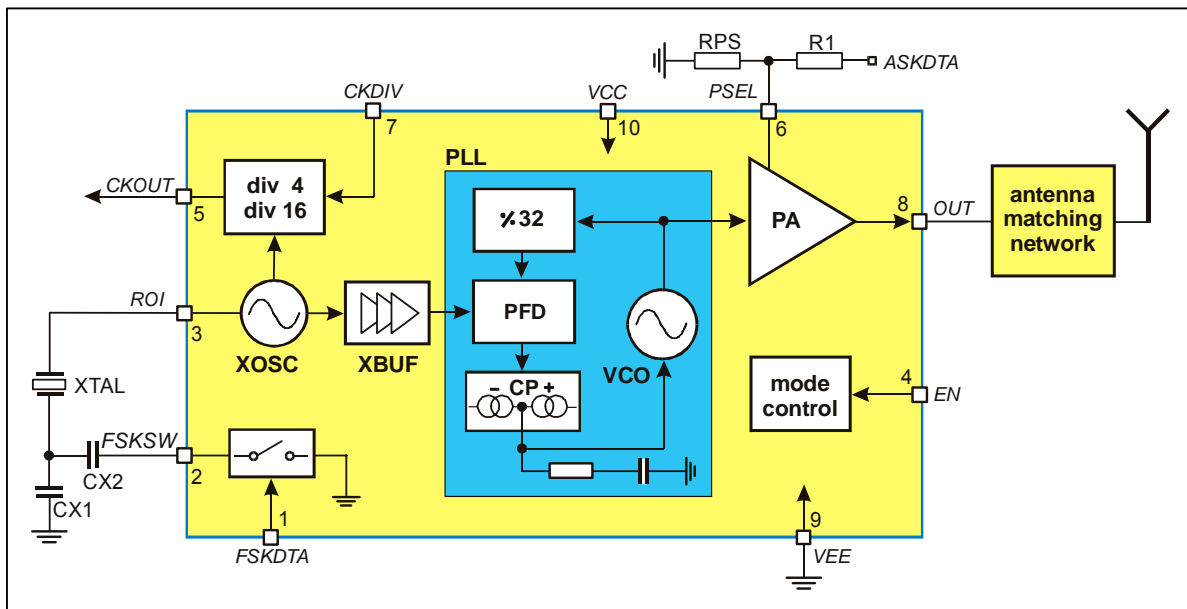 RPS
R1
ASKDTA
CKDIV
VCC
PSEL
7
10
6
PLL
CKOUT
5
div 4
div 16
⁒32
PA
8
OUT
antenna
matching
network
ROI
3
XOSC
XBUF
PFD
VCO
XTAL
- CP +
mode
control
4
EN
FSKSW
2
CX2
CX1
1
FSKDTA
9
VEE